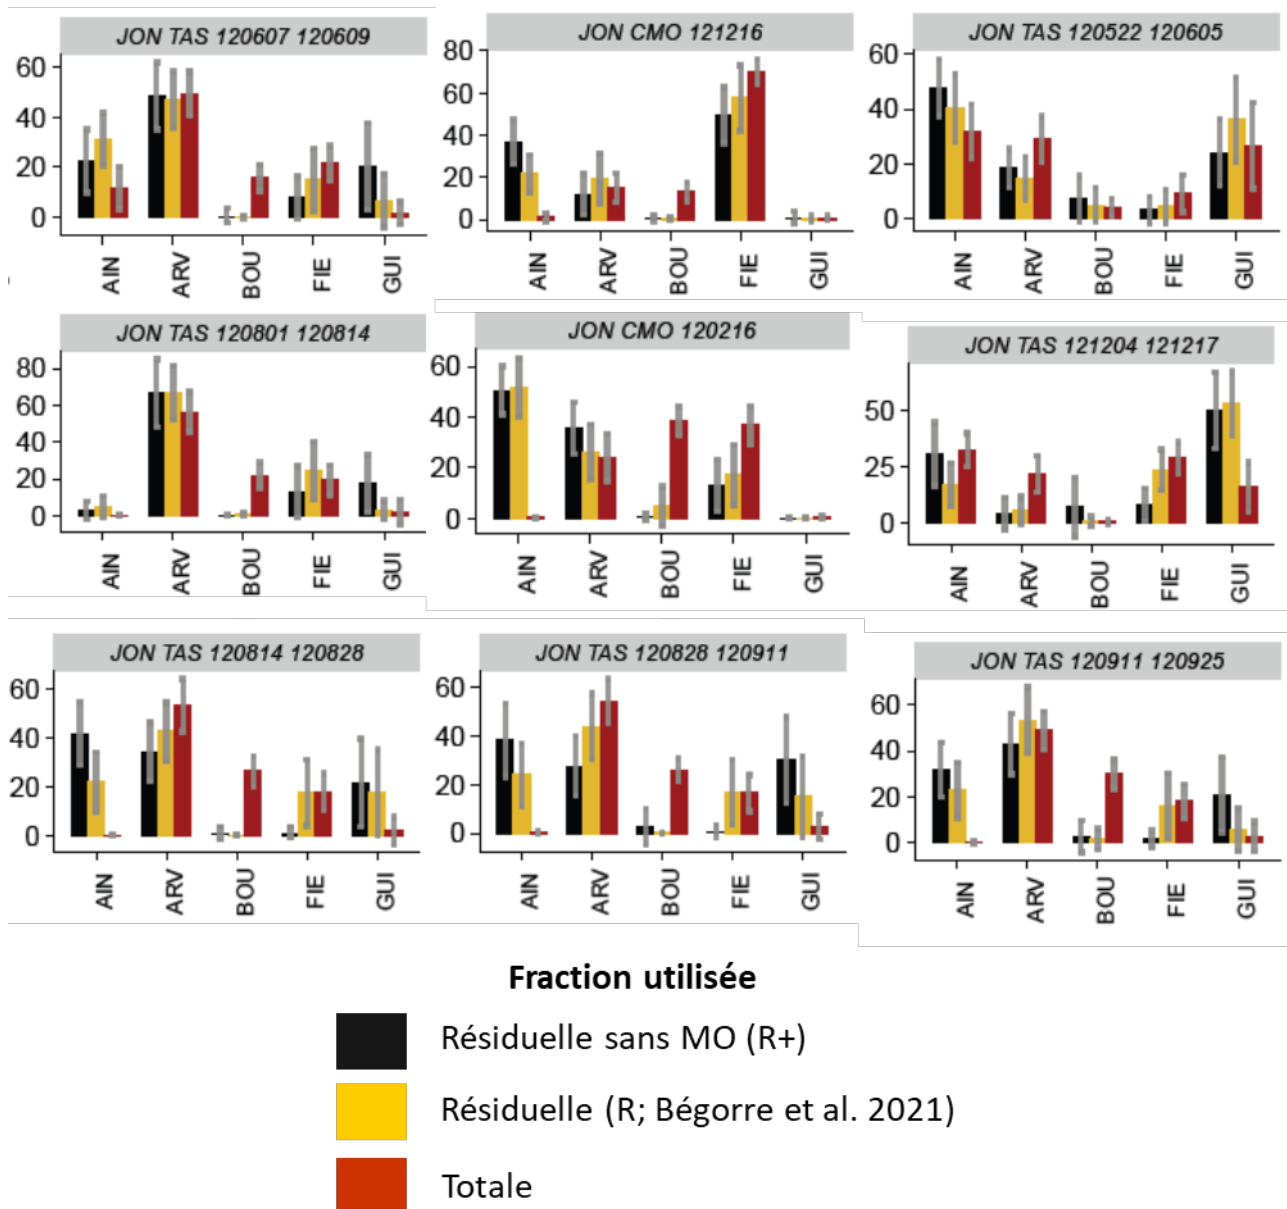 JON TAS 120607 120609
60
40
20
0
AIN ARV BOU FIE GUI
JON CMO 121216
80
60
40
20
0
AIN ARV BOU FIE GUI
JON TAS 120522 120605
60
40
20
0
AIN ARV BOU FIE GUI
JON TAS 120801 120814
80
60
40
20
0
AIN ARV BOU FIE GUI
JON CMO 120216
60
40
20
0
AIN ARV BOU FIE GUI
JON TAS 121204 121217
50
25
0
AIN ARV BOU FIE GUI
JON TAS 120814 120828
60
40
20
0
AIN ARV BOU FIE GUI
JON TAS 120828 120911
60
40
20
0
AIN ARV BOU FIE GUI
JON TAS 120911 120925
60
40
20
0
AIN ARV BOU FIE GUI
Fraction utilisée
Résiduelle sans MO (R+)
Résiduelle (R; Bégorre et al. 2021)
Totale